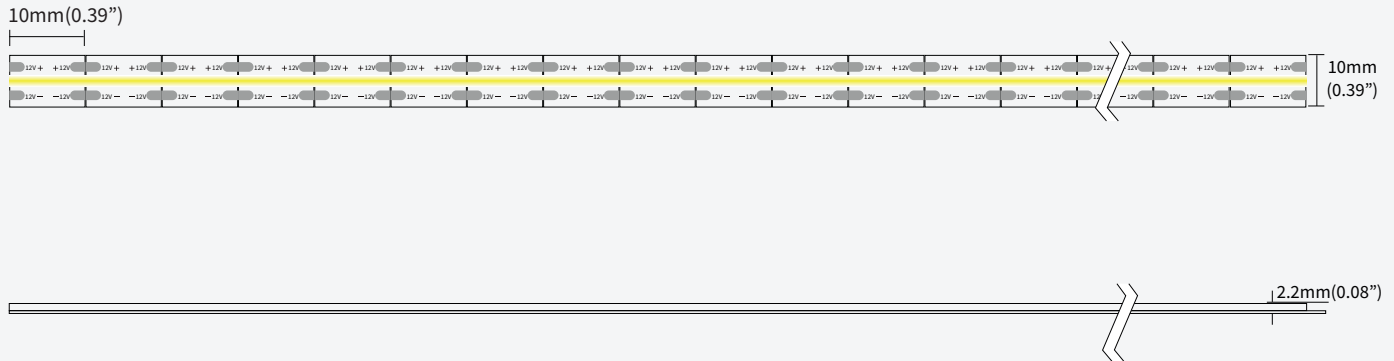 10mm(0.39”)
12V+ +12V 12V+ +12V 12V+ +12V 12V+ +12V 12V+ +12V 12V+ +12V 12V+ +12V 12V+ +12V 12V+ +12V 12V+ +12V 12V+ +12V 12V+ +12V 12V+ +12V 12V+ +12V 12V+ 12V 12V+ +12V 12V+ +12V
12V− −12V 12V− −12V 12V− −12V 12V− −12V 12V− −12V 12V− −12V 12V− −12V 12V− −12V 12V− −12V 12V− −12V 12V− −12V 12V− −12V 12V− −12V 12V− −12V −12V 12V− −12V 12V− −12V
10mm
(0.39”)
2.2mm(0.08”)